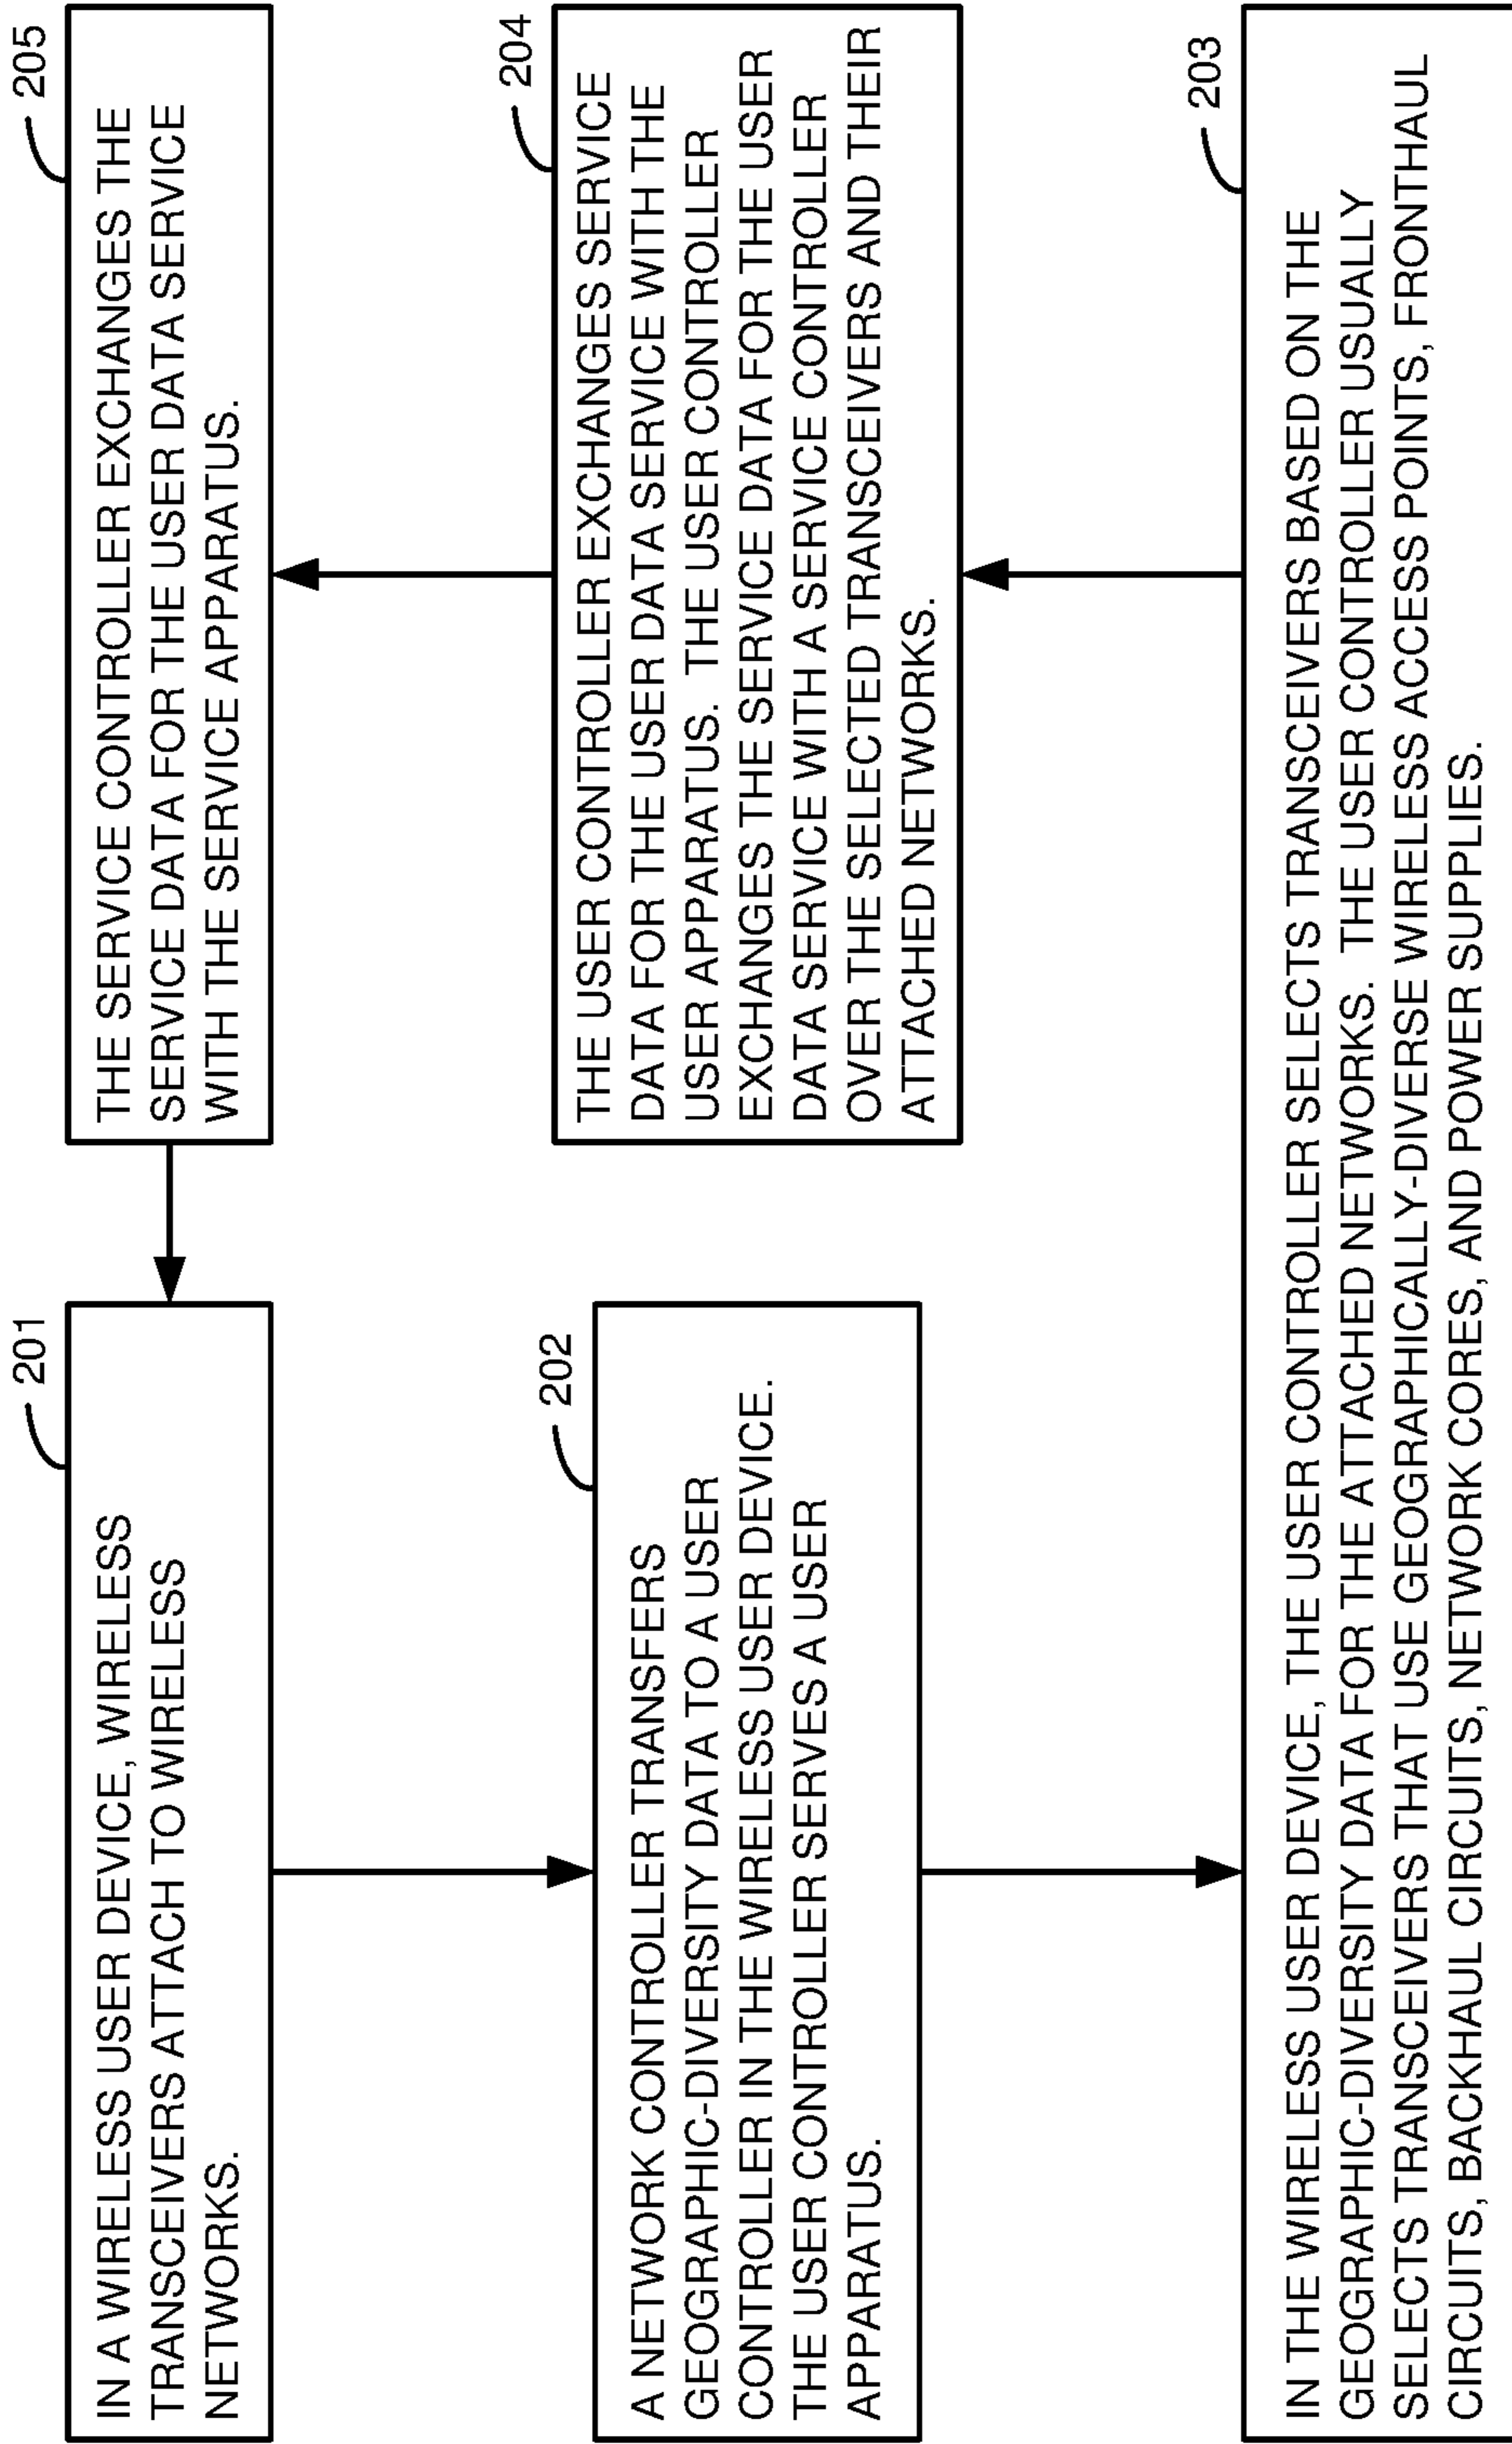 201
IN A WIRELESS USER DEVICE, WIRELESS
TRANSCEIVERS ATTACH TO WIRELESS
NETWORKS.
202
A NETWORK CONTROLLER TRANSFERS
GEOGRAPHIC-DIVERSITY DATA TO A USER
CONTROLLER IN THE WIRELESS USER DEVICE.
THE USER CONTROLLER SERVES A USER
APPARATUS.
203
IN THE WIRELESS USER DEVICE, THE USER CONTROLLER SELECTS TRANSCEIVERS BASED ON THE
GEOGRAPHIC-DIVERSITY DATA FOR THE ATTACHED NETWORKS. THE USER CONTROLLER USUALLY
SELECTS TRANSCEIVERS THAT USE GEOGRAPHICALLY-DIVERSE WIRELESS ACCESS POINTS, FRONTHAUL
CIRCUITS, BACKHAUL CIRCUITS, NETWORK CORES, AND POWER SUPPLIES.
204
THE USER CONTROLLER EXCHANGES SERVICE
DATA FOR THE USER DATA SERVICE WITH THE
USER APPARATUS. THE USER CONTROLLER
EXCHANGES THE SERVICE DATA FOR THE USER
DATA SERVICE WITH A SERVICE CONTROLLER
OVER THE SELECTED TRANSCEIVERS AND THEIR
ATTACHED NETWORKS.
205
THE SERVICE CONTROLLER EXCHANGES THE
SERVICE DATA FOR THE USER DATA SERVICE
WITH THE SERVICE APPARATUS.